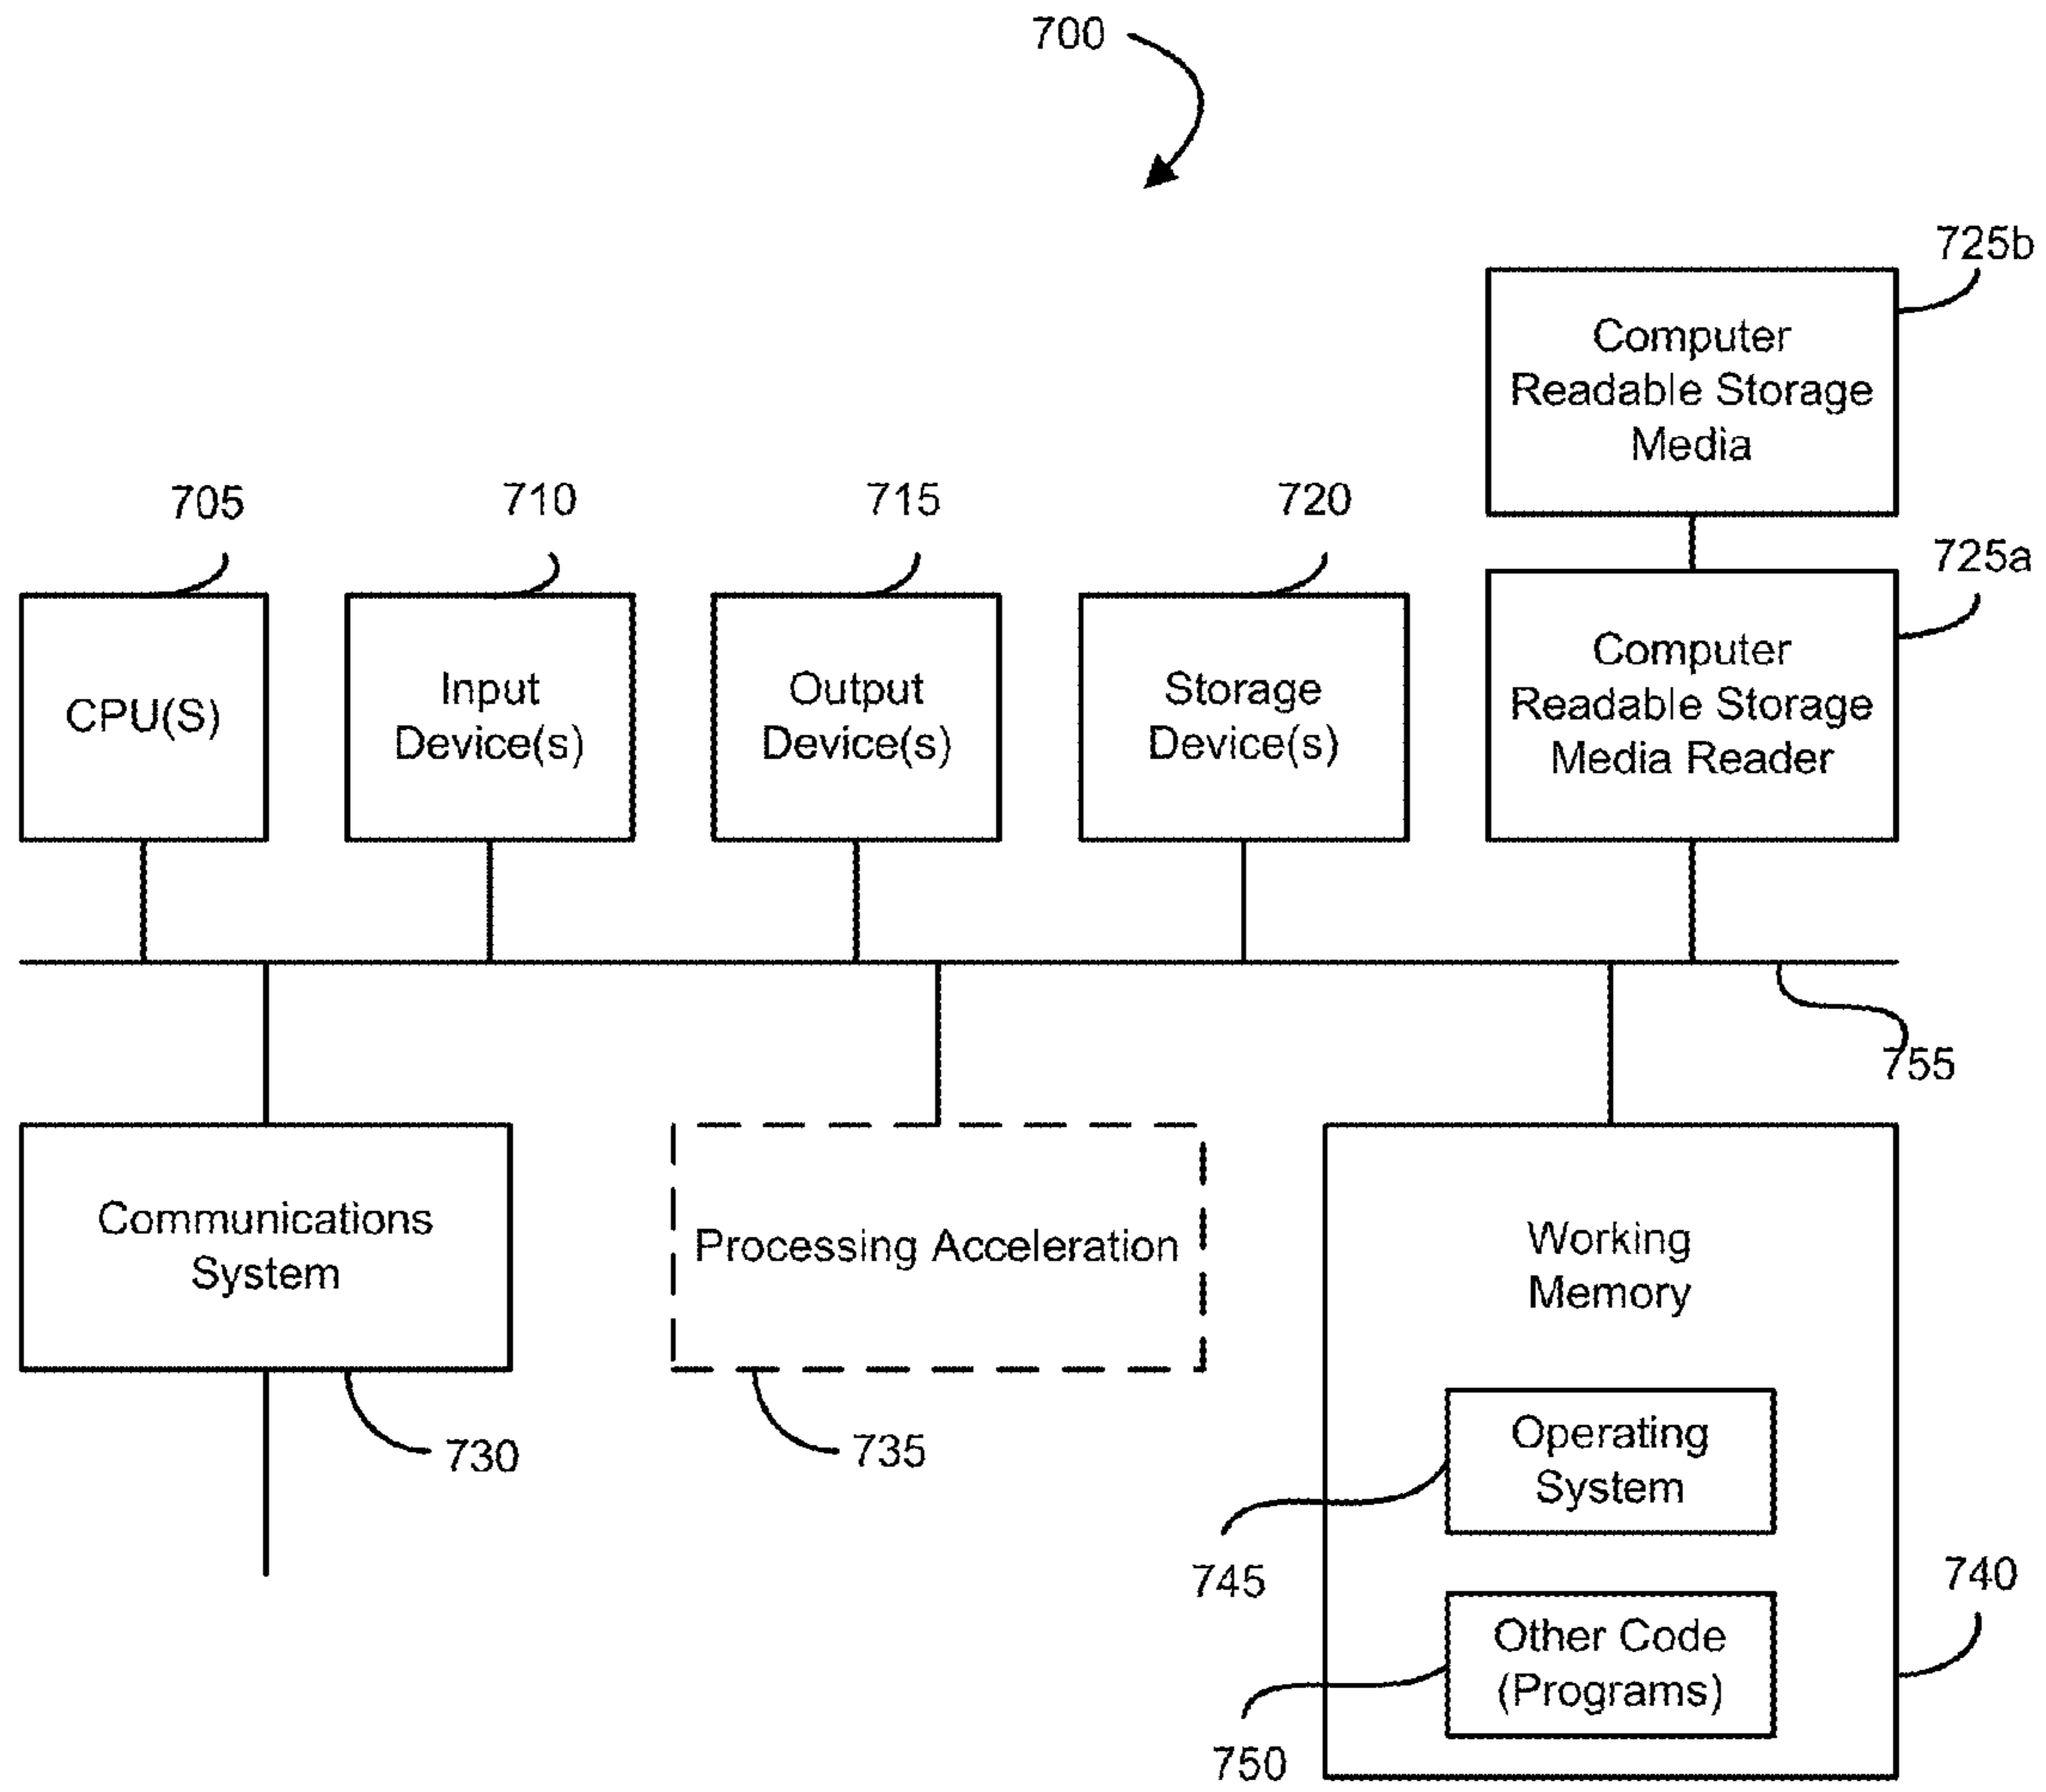 700
725b
Computer
Readable Storage
Media
705
710
715
720
725a
CPU(S)
Input
Device(s)
Output
Device(s)
Storage
Device(s)
Computer
Readable Storage
Media Reader
755
Communications
System
Processing Acceleration
Working
Memory
730
735
Operating
System
745
740
Other Code
(Programs)
750